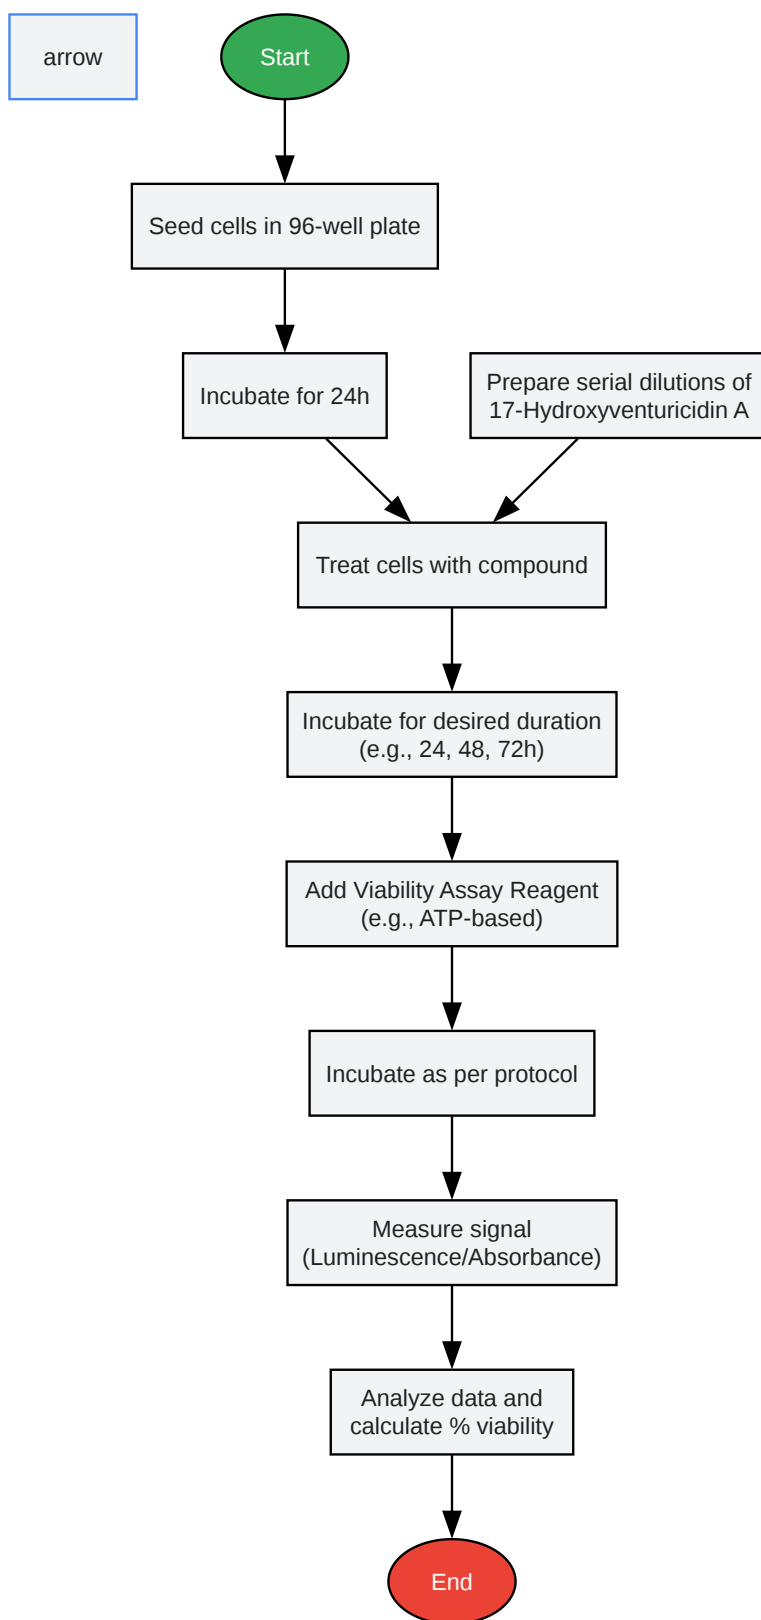 arrow
Start
Seed cells in 96-well plate
Incubate for 24h
Prepare serial dilutions of
17-Hydroxyventuricidin A
Treat cells with compound
Incubate for desired duration
(e.g., 24, 48, 72h)
Add Viability Assay Reagent
(e.g., ATP-based)
Incubate as per protocol
Measure signal
(Luminescence/Absorbance)
Analyze data and
calculate % viability
End